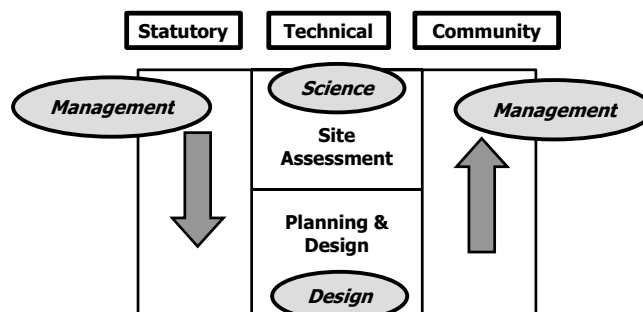 Statutory
Technical
Community
Management
Science
Management
Site
Assessment
Planning &
Design
Design